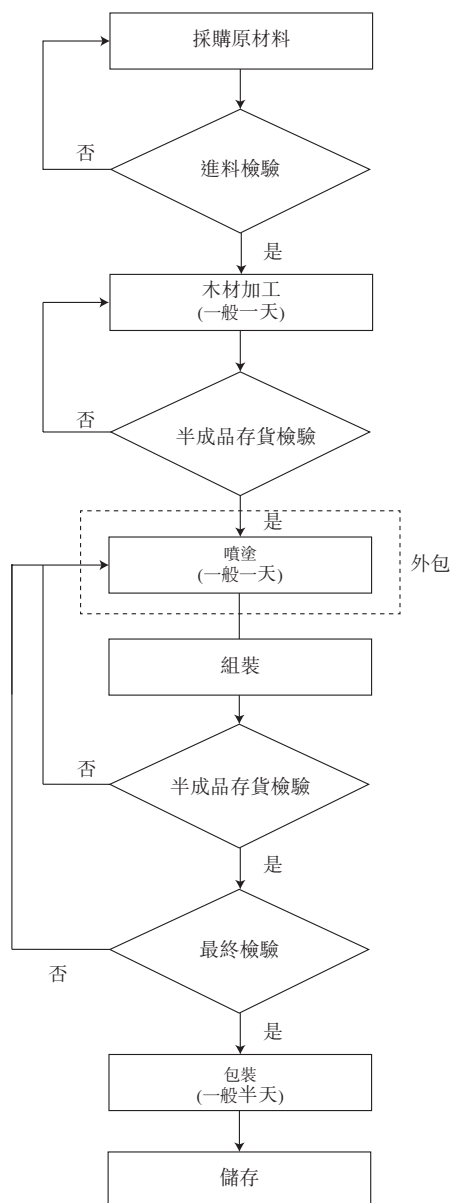 採購原材料
否
進料檢驗
是
木材加工
(一般一天)
否
半成品存貨檢驗
是
噴塗
(一般一天)
外包
組裝
否
半成品存貨檢驗
是
最終檢驗
否
是
包裝
(一般半天)
儲存